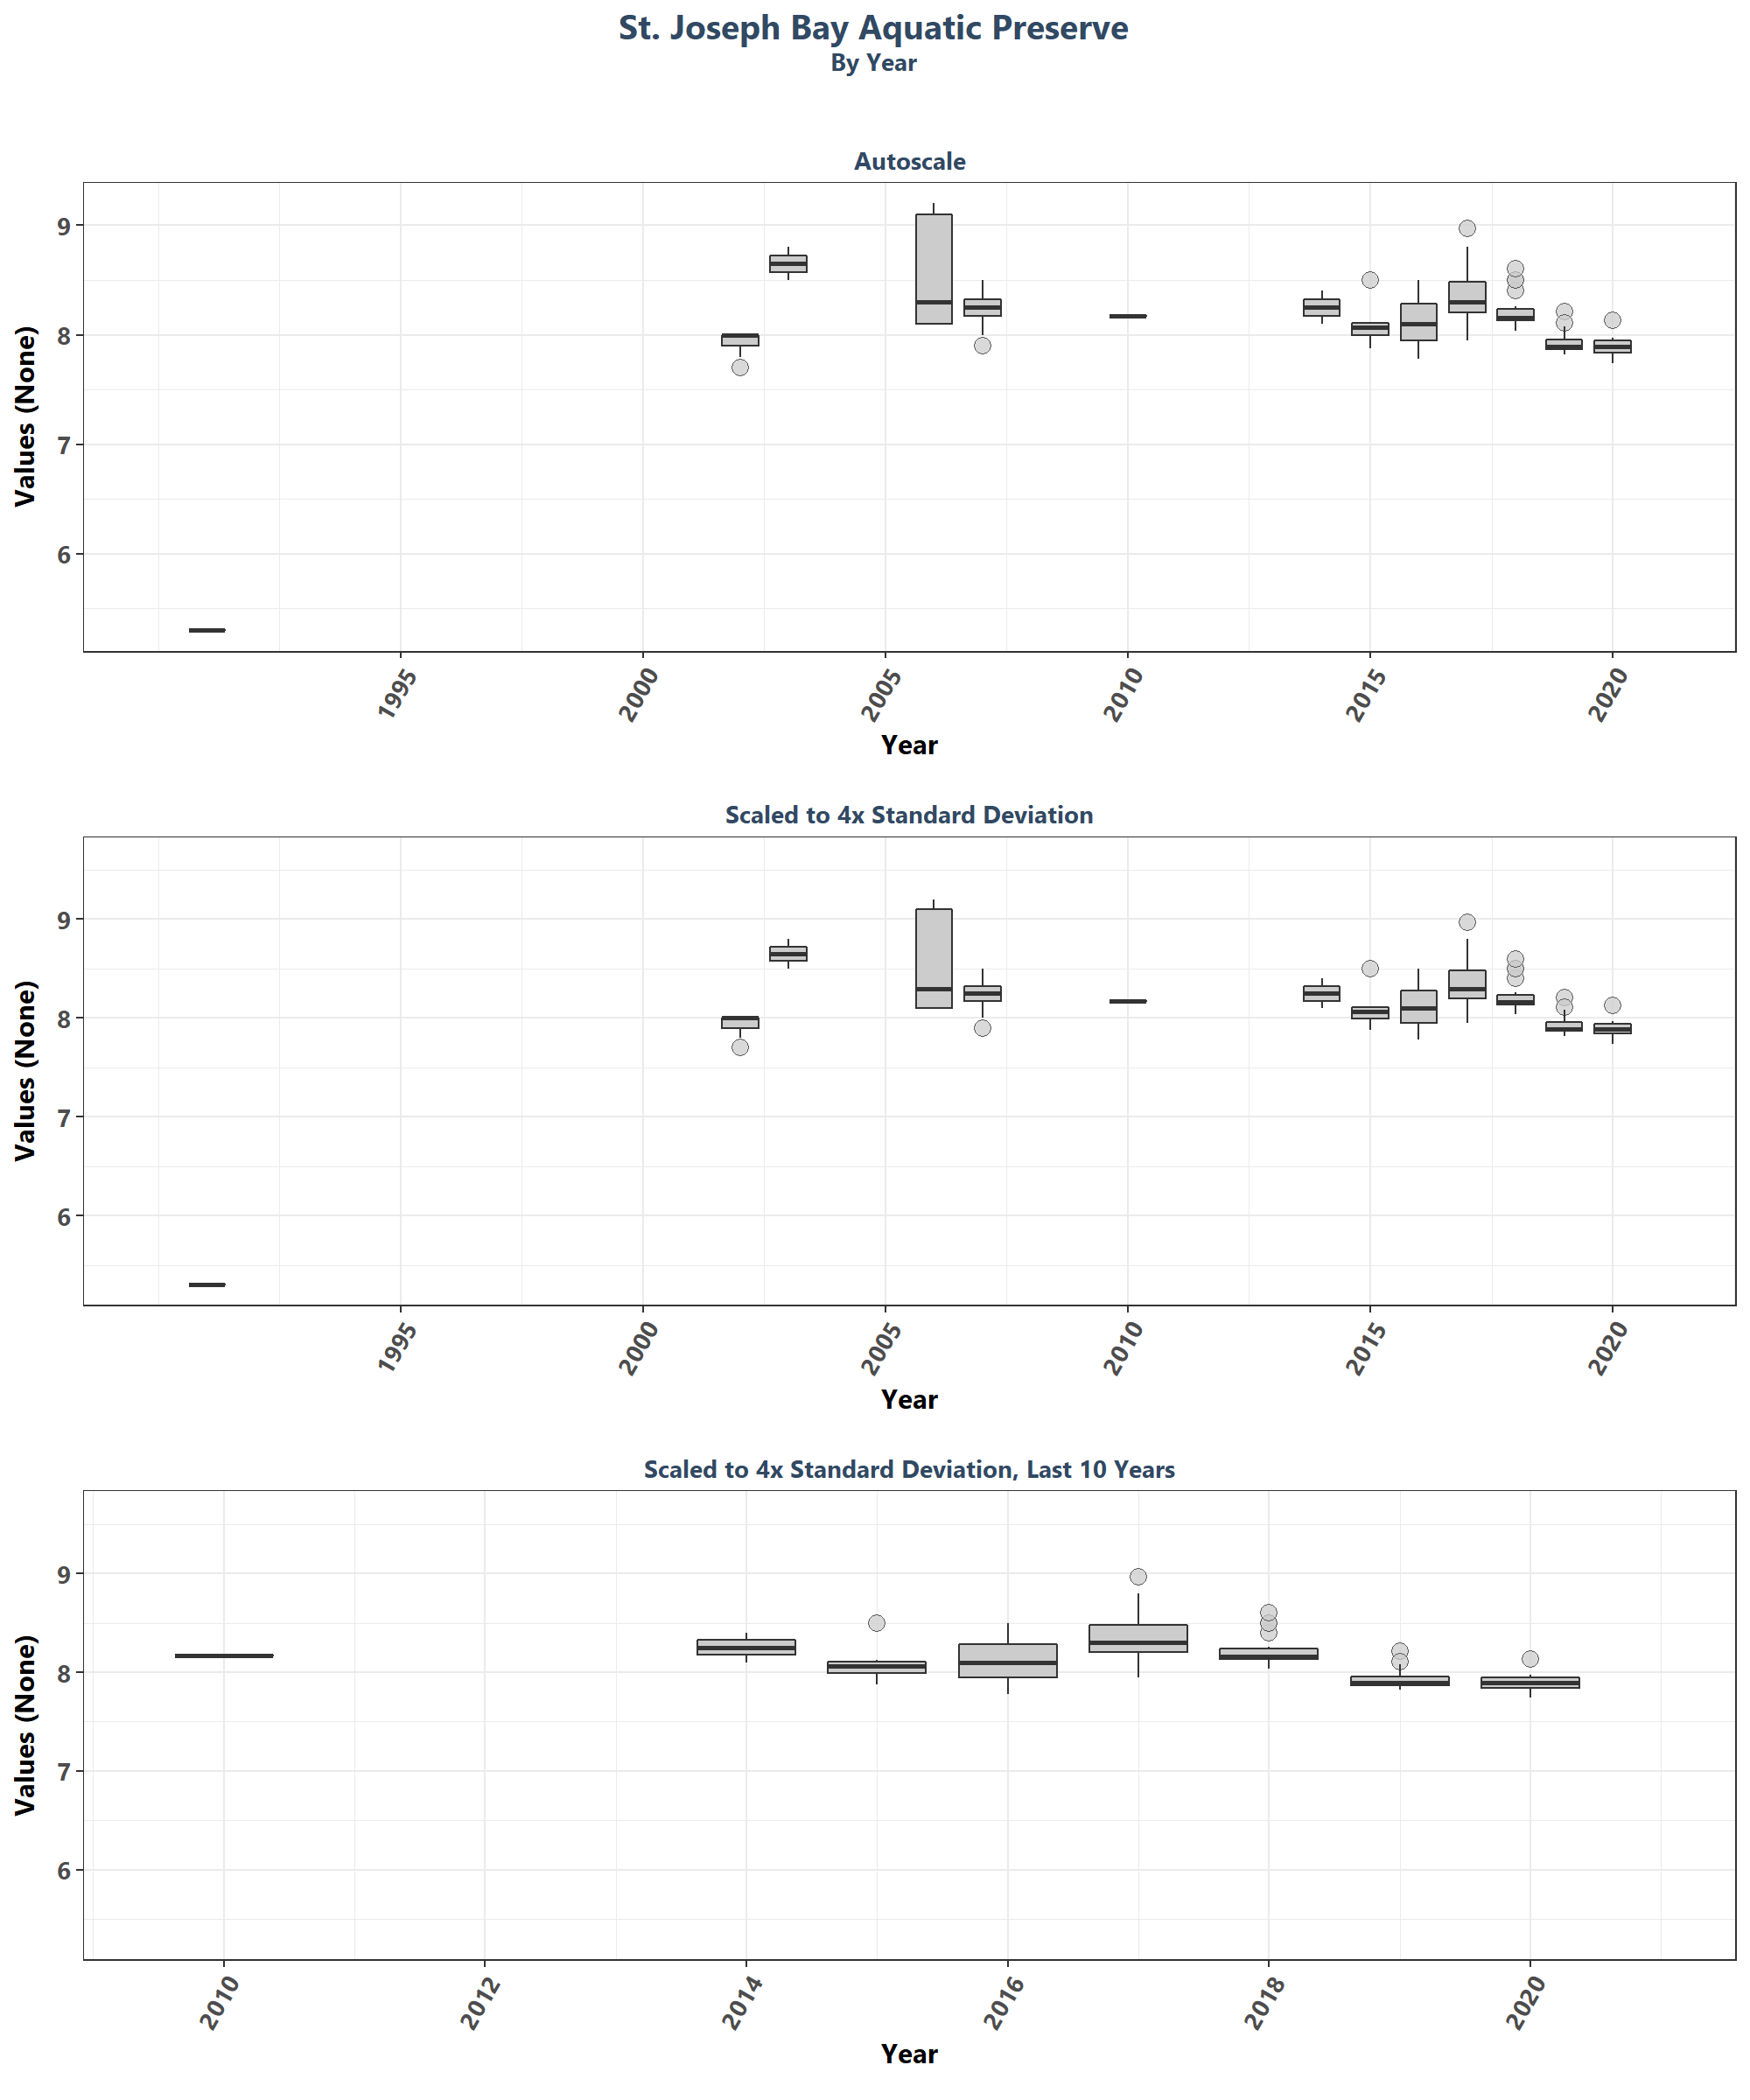 St. Joseph Bay Aquatic Preserve
By Year
Autoscale
Values (None)
9
8
7
6
1995 2000 2005 2010 2015 2020
Year
Scaled to 4x Standard Deviation
Values (None)
9
8
7
6
1995 2000 2005 2010 2015 2020
Year
Scaled to 4x Standard Deviation, Last 10 Years
Values (None)
9
8
7
6
2010 2012 2014 2016 2018 2020
Year